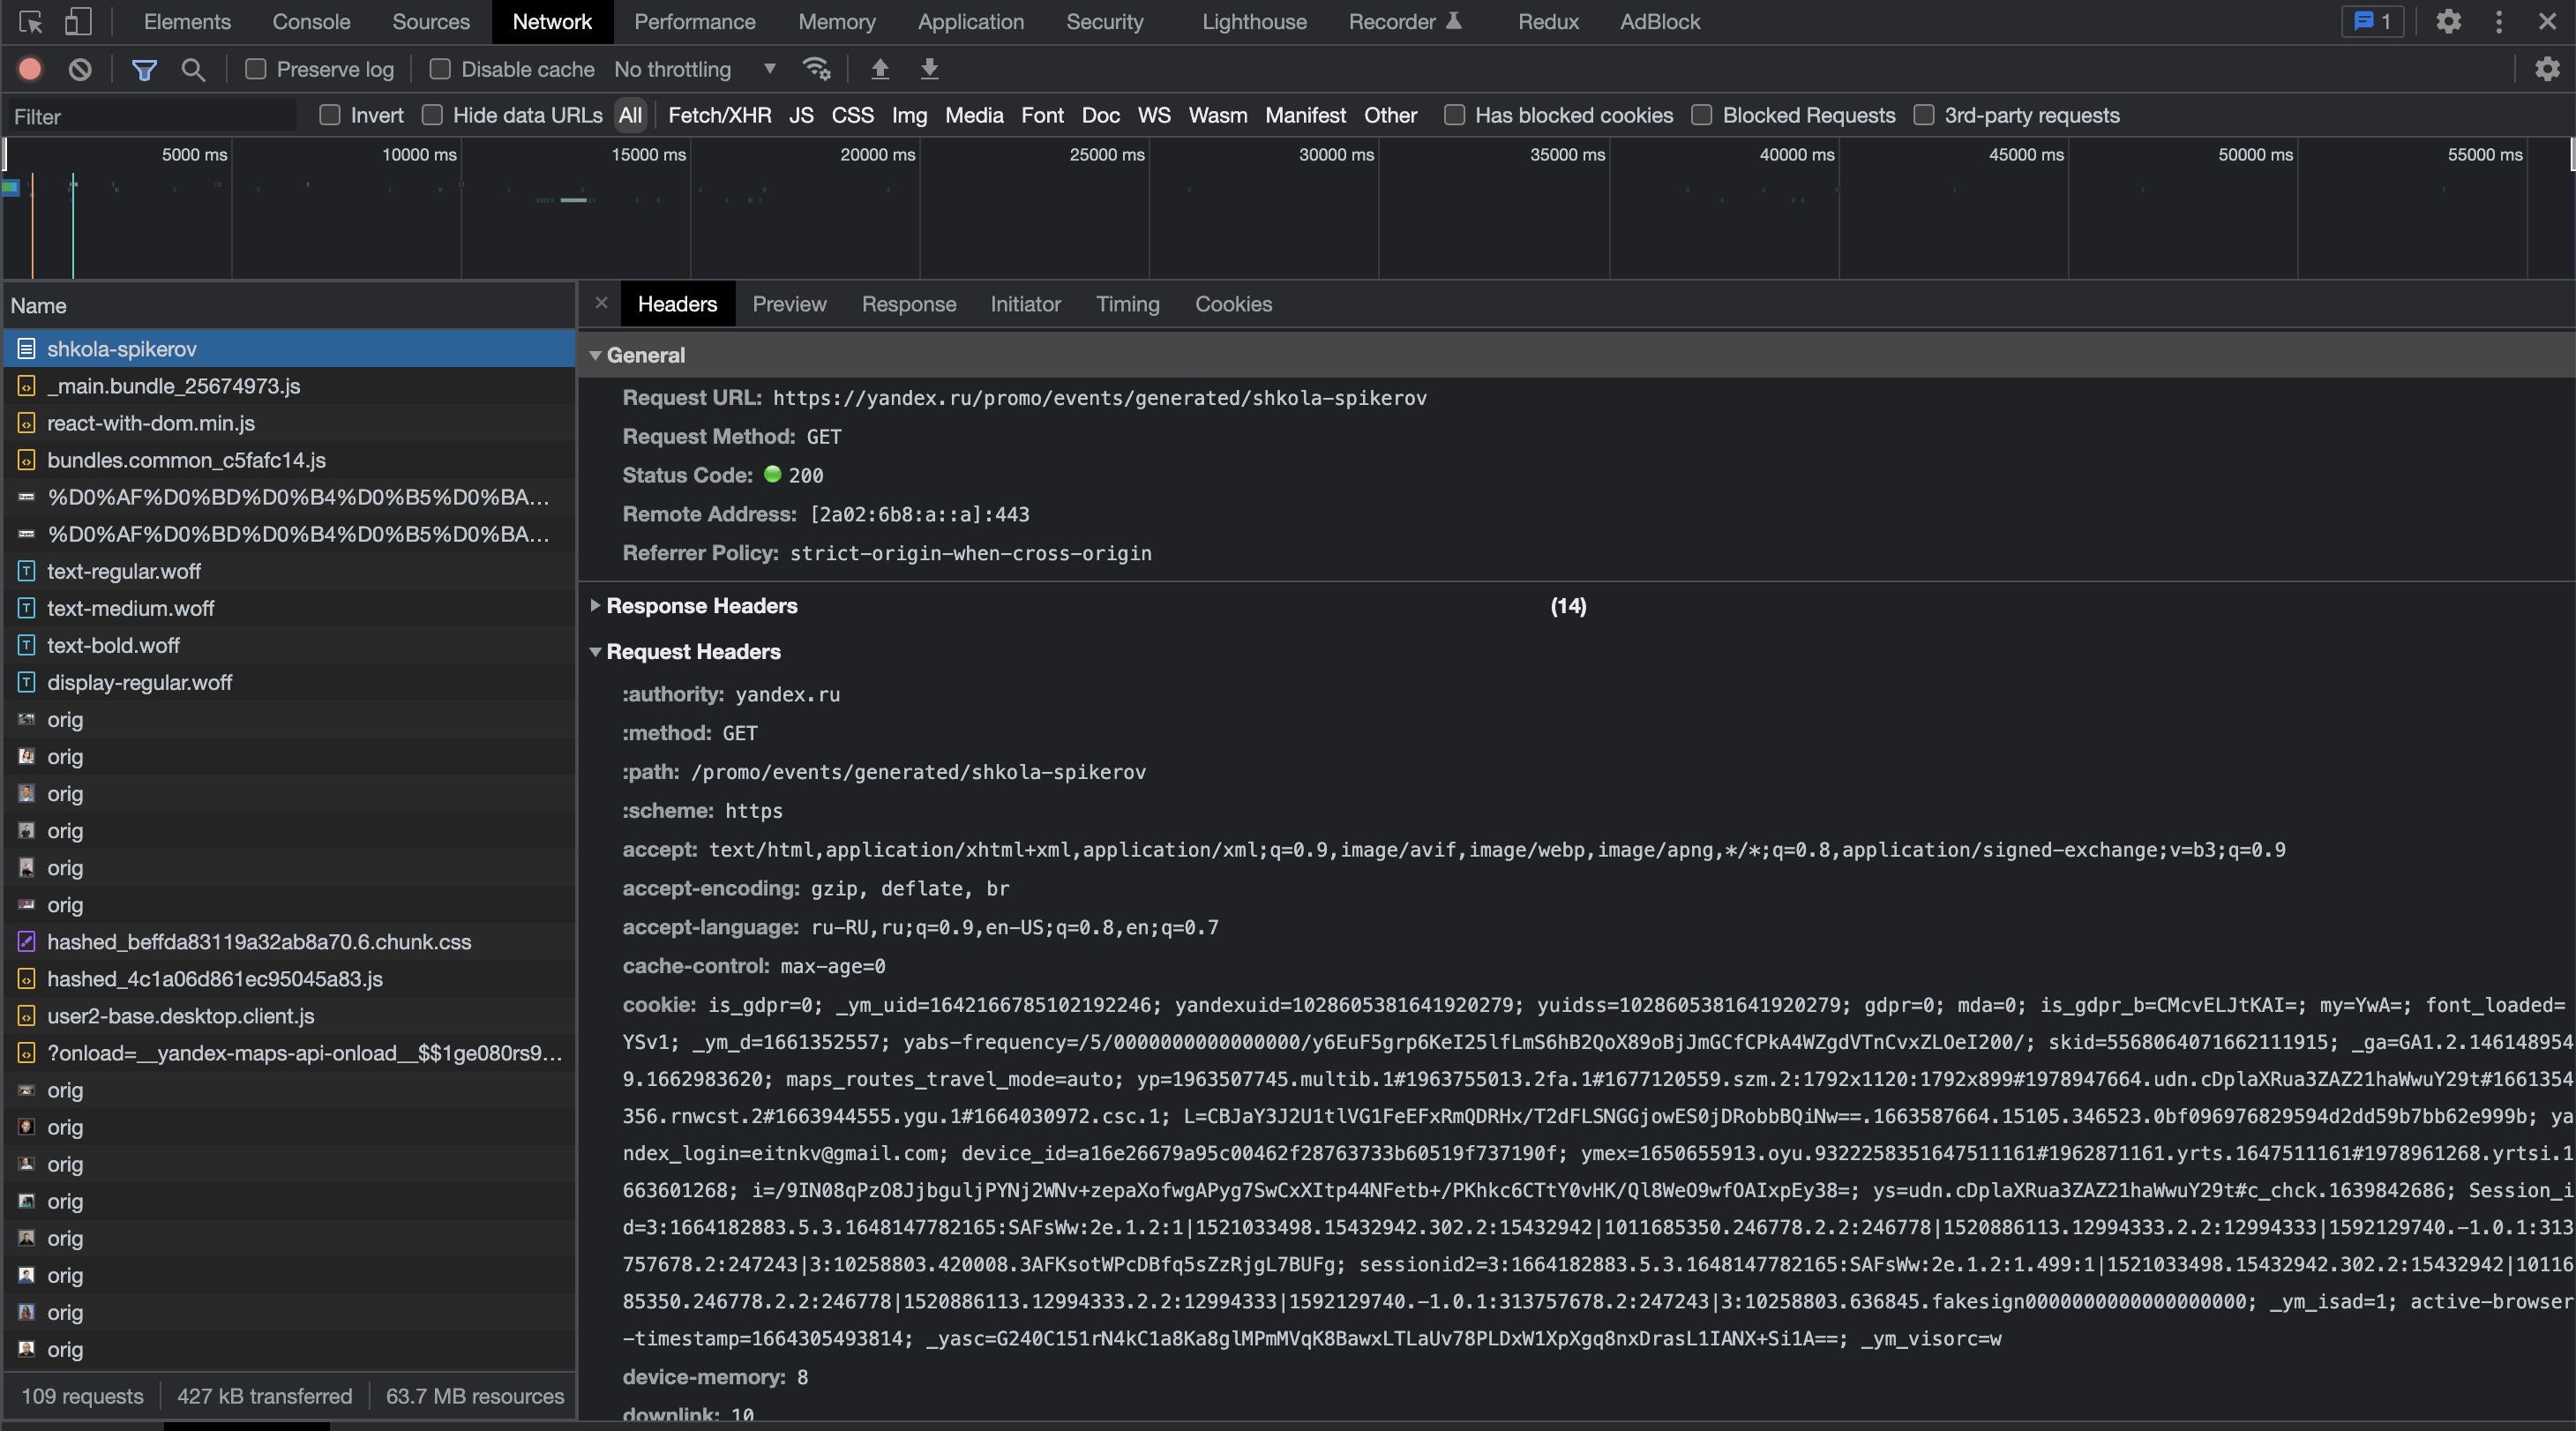 Elements Console Sources Network Performance Memory Application Security Lighthouse Recorder Redux AdBlock 1
Preserve log Disable cache No throttling
Filter Invert Hide data URLs All Fetch/XHR JS CSS Img Media Font Doc WS Wasm Manifest Other Has blocked cookies Blocked Requests 3rd-party requests
5000 ms 10000 ms 15000 ms 20000 ms 25000 ms 30000 ms 35000 ms 40000 ms 45000 ms 50000 ms 55000 ms
Name
shkola-spikerov
_main.bundle_25674973.js
react-with-dom.min.js
bundles.common_c5fafc14.js
%D0%AF%D0%BD%D0%B4%D0%B5%D0%BA...
%D0%AF%D0%BD%D0%B4%D0%B5%D0%BA...
text-regular.woff
text-medium.woff
text-bold.woff
display-regular.woff
orig
orig
orig
orig
orig
orig
hashed_beffda83119a32ab8a70.6.chunk.css
hashed_4c1a06d861ec95045a83.js
user2-base.desktop.client.js
?onload=__yandex-maps-api-onload__$$1ge080rs9...
orig
orig
orig
orig
orig
orig
orig
orig
109 requests 427 kB transferred 63.7 MB resources
Headers Preview Response Initiator Timing Cookies
General
Request URL: https://yandex.ru/promo/events/generated/shkola-spikerov
Request Method: GET
Status Code: 200
Remote Address: [2a02:6b8:a::a]:443
Referrer Policy: strict-origin-when-cross-origin
Response Headers (14)
Request Headers
:authority: yandex.ru
:method: GET
:path: /promo/events/generated/shkola-spikerov
:scheme: https
accept: text/html,application/xhtml+xml,application/xml;q=0.9,image/avif,image/webp,image/apng,*/*;q=0.8,application/signed-exchange;v=b3;q=0.9
accept-encoding: gzip, deflate, br
accept-language: ru-RU,ru;q=0.9,en-US;q=0.8,en;q=0.7
cache-control: max-age=0
cookie: is_gdpr=0; _ym_uid=1642166785102192246; yandexuid=1028605381641920279; yuidss=1028605381641920279; gdpr=0; mda=0; is_gdpr_b=CMcvELJtKAI=; my=YwA=; font_loaded=
YSv1; _ym_d=1661352557; yabs-frequency=/5/0000000000000000/y6EuF5grp6KeI25lfLmS6hB2QoX89oBjJmGCfCPkA4WZgdVTnCvxZLOeI200/; skid=5568064071662111915; _ga=GA1.2.146148954
9.1662983620; maps_routes_travel_mode=auto; yp=1963507745.multib.1#1963755013.2fa.1#1677120559.szm.2:1792x1120:1792x899#1978947664.udn.cDplaXRua3ZAZ21haWwuY29t#1661354
356.rnwcst.2#1663944555.ygu.1#1664030972.csc.1; L=CBJaY3J2U1tlVG1FeEFxRmQDRHx/T2dFLSNGGjowES0jDRobbBQiNw==.1663587664.15105.346523.0bf096976829594d2dd59b7bb62e999b; ya
ndex_login=eitnkv@gmail.com; device_id=a16e26679a95c00462f28763733b60519f737190f; ymex=1650655913.oyu.9322258351647511161#1962871161.yrts.1647511161#1978961268.yrtsi.1
663601268; i=/9IN08qPzO8JjbguljPYNj2WNv+zepaXofwgAPyg7SwCxXItp44NFetb+/PKhkc6CTtY0vHK/Ql8WeO9wfOAIxpEy38=; ys=udn.cDplaXRua3ZAZ21haWwuY29t#c_chck.1639842686; Session_i
d=3:1664182883.5.3.1648147782165:SAFsWw:2e.1.2:1|1521033498.15432942.302.2:15432942|1011685350.246778.2.2:246778|1520886113.12994333.2.2:12994333|1592129740.-1.0.1:313
757678.2:247243|3:10258803.420008.3AFKsotWPcDBfq5sZzRjgL7BUFg; sessionid2=3:1664182883.5.3.1648147782165:SAFsWw:2e.1.2:1.499:1|1521033498.15432942.302.2:15432942|10116
85350.246778.2.2:246778|1520886113.12994333.2.2:12994333|1592129740.-1.0.1:313757678.2:247243|3:10258803.636845.fakesign0000000000000000000; _ym_isad=1; active-browser
-timestamp=1664305493814; _yasc=G240C151rN4kC1a8Ka8glMPmMVqK8BawxLTLaUv78PLDxW1XpXgq8nxDrasL1IANX+Si1A==; _ym_visorc=w
device-memory: 8
downlink: 10